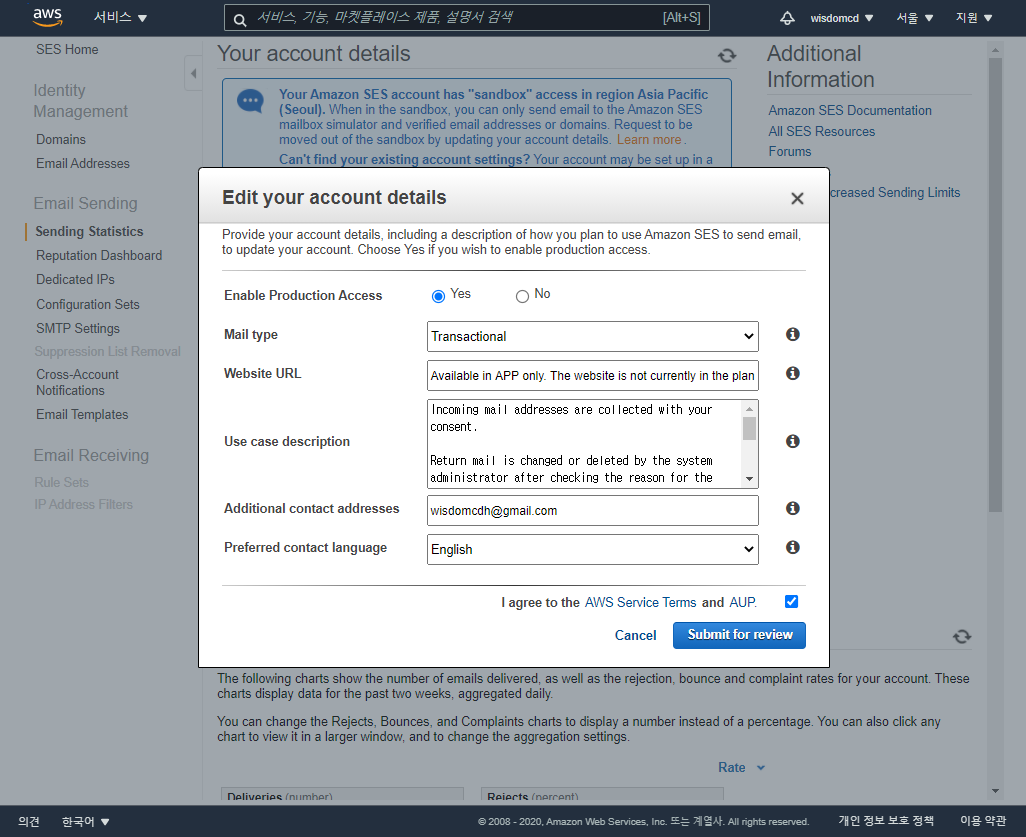 aws
서비스
서비스, 기능, 마켓플레이스 제품, 설명서 검색
[Alt+S]
wisdomcd
서울
지원
SES Home
Identity
Management
Domains
Email Addresses
Email Sending
Sending Statistics
Reputation Dashboard
Dedicated IPs
Configuration Sets
SMTP Settings
Suppression List Removal
Cross-Account
Notifications
Email Templates
Email Receiving
Rule Sets
IP Address Filters
Your account details
Your Amazon SES account has "sandbox" access in region Asia Pacific
(Seoul). When in the sandbox, you can only send email to the Amazon SES
mailbox simulator and verified email addresses or domains. Request to be
moved out of the sandbox by updating your account details. Learn more.
Can't find your existing account settings? Your account may be set up in a
Additional
Information
Amazon SES Documentation
All SES Resources
Forums
creased Sending Limits
Edit your account details
Provide your account details, including a description of how you plan to use Amazon SES to send email,
to update your account. Choose Yes if you wish to enable production access.
Enable Production Access
Yes
No
Mail type
Transactional
Website URL
Available in APP only. The website is not currently in the plan
Use case description
Incoming mail addresses are collected with your
consent.
Return mail is changed or deleted by the system
administrator after checking the reason for the
Additional contact addresses
wisdomcdh@gmail.com
Preferred contact language
English
I agree to the AWS Service Terms and AUP.
Cancel
Submit for review
The following charts show the number of emails delivered, as well as the rejection, bounce and complaint rates for your account. These
charts display data for the past two weeks, aggregated daily.
You can change the Rejects, Bounces, and Complaints charts to display a number instead of a percentage. You can also click any
chart to view it in a larger window, and to change the aggregation settings.
Rate
Deliveries (number)
Rejects (percent)
의견
한국어
© 2008 - 2020, Amazon Web Services, Inc. 또는 계열사. All rights reserved.
개인 정보 보호 정책
이용 약관